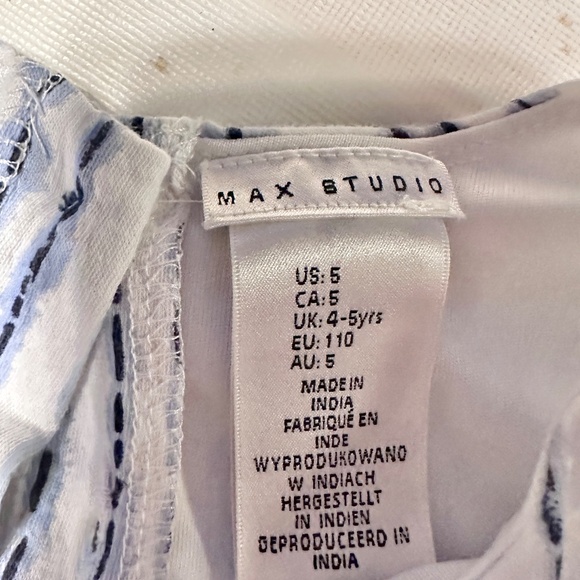 MAX STUDIO
US: 5
CA: 5
UK: 4-5yrs
EU: 110
AU: 5
MADE IN
INDIA
FABRIQUÉ EN
INDE
WYPRODUKOWANO
W INDIACH
HERGESTELLT
IN INDIEN
GEPRODUCEERD IN
INDIA